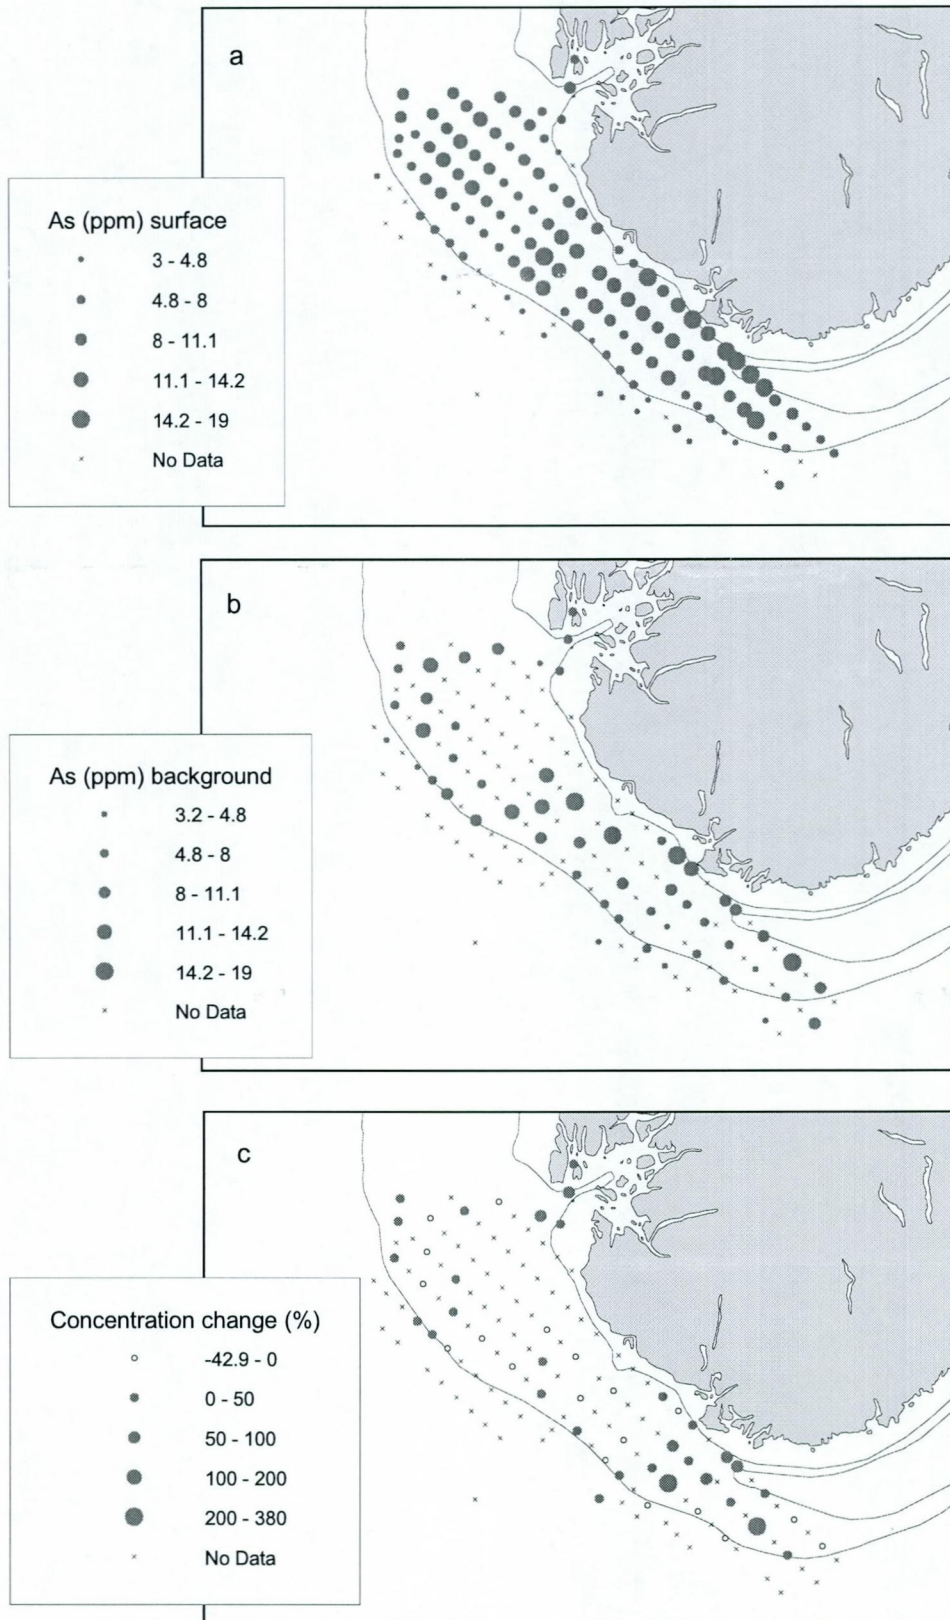 a
As (ppm) surface
3 - 4.8
4.8 - 8
8 - 11.1
11.1 - 14.2
14.2 - 19
No Data
b
As (ppm) background
3.2 - 4.8
4.8 - 8
8 - 11.1
11.1 - 14.2
14.2 - 19
No Data
c
Concentration change (%)
-42.9 - 0
0 - 50
50 - 100
100 - 200
200 - 380
No Data